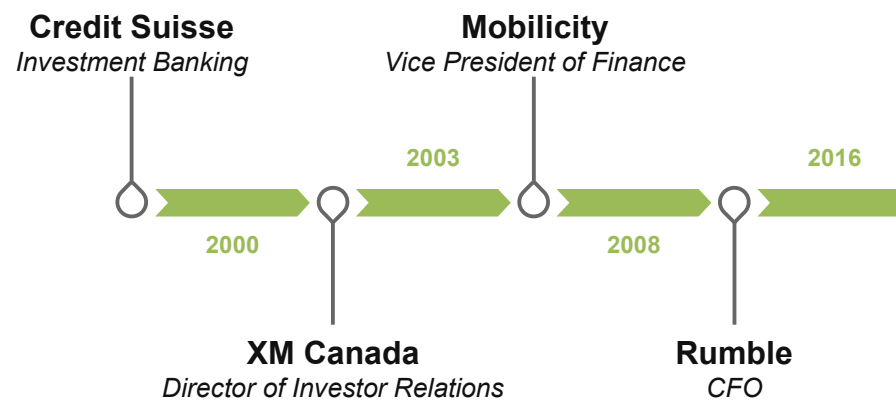 Credit Suisse
Investment Banking
Mobilicity
Vice President of Finance
2003
2016
2000
2008
XM Canada
Director of Investor Relations
Rumble
CFO